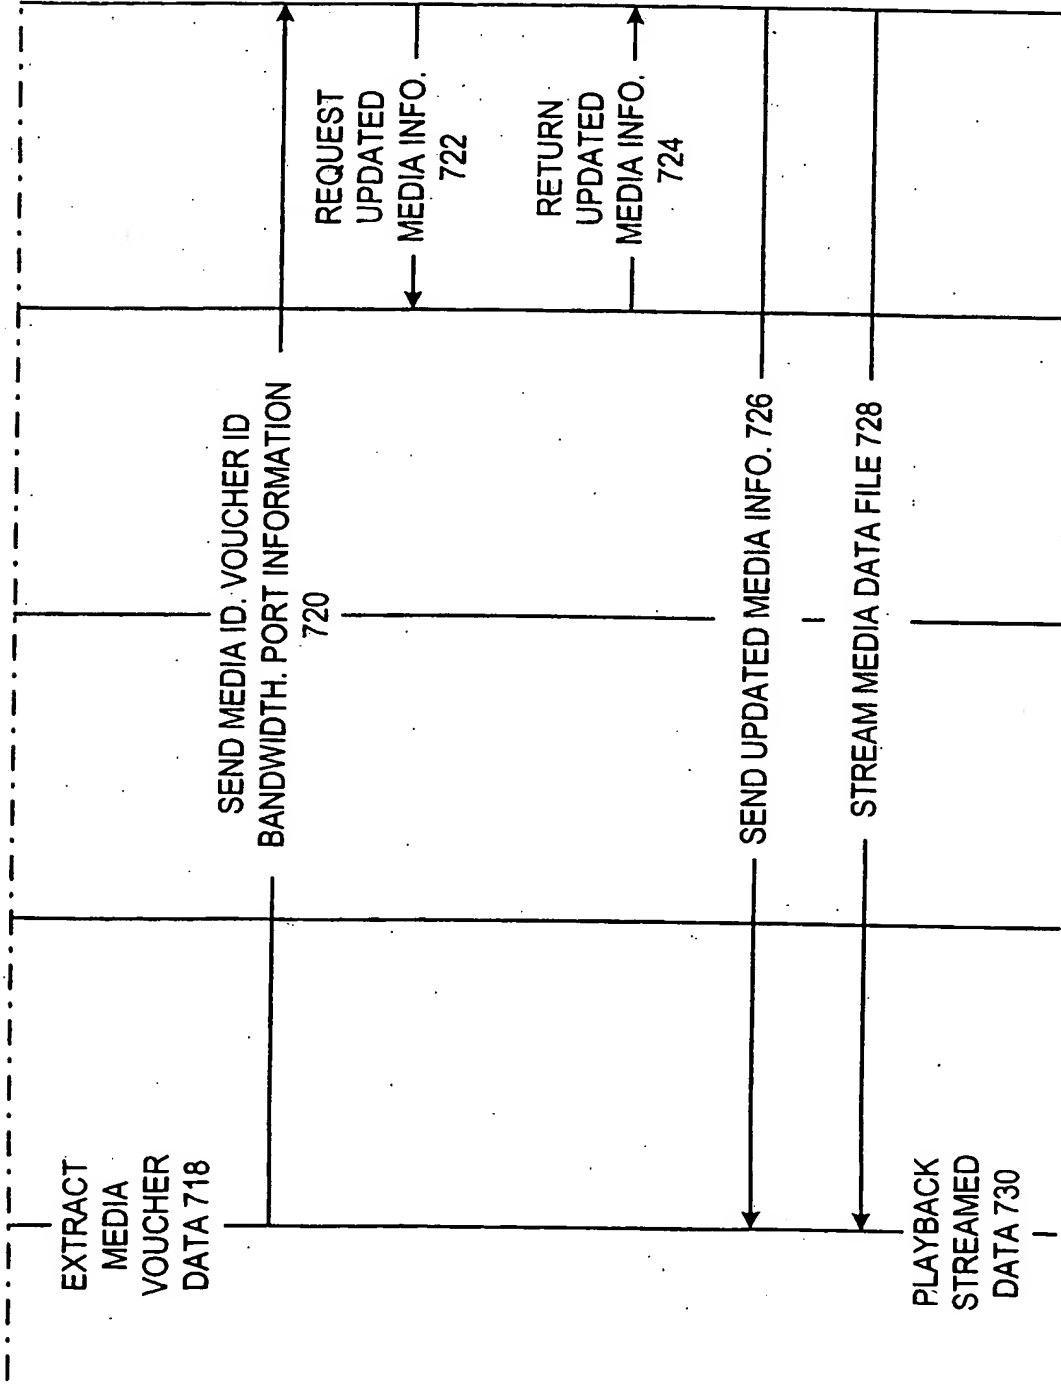 EXTRACT
MEDIA
VOUCHER
DATA 718
SEND MEDIA ID. VOUCHER ID
BANDWIDTH. PORT INFORMATION
720
REQUEST
UPDATED
MEDIA INFO.
722
RETURN
UPDATED
MEDIA INFO.
724
SEND UPDATED MEDIA INFO. 726
STREAM MEDIA DATA FILE 728
PLAYBACK
STREAMED
DATA 730